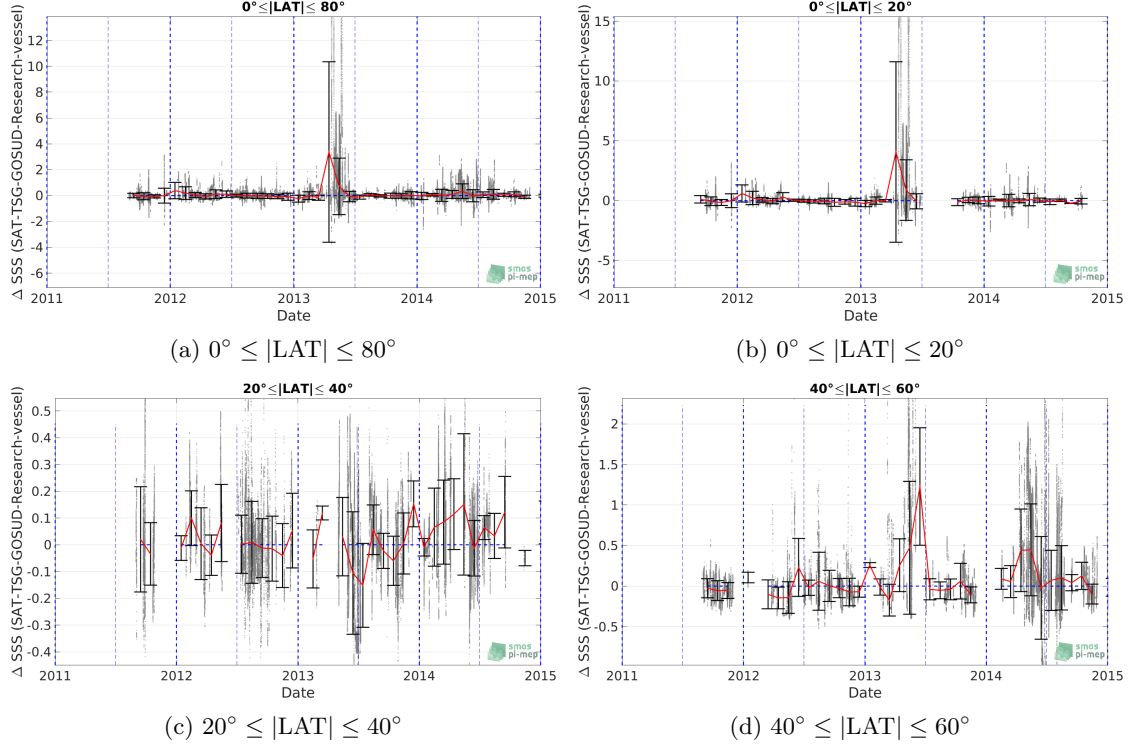 0°≤|LAT|≤ 80°
Δ SSS (SAT-TSG-GOSUD-Research-vessel)
12
10
8
6
4
2
0
-2
-4
-6
2011
2012
2013
2014
2015
Date
smos
pi-mep
(a) 0° ≤ |LAT| ≤ 80°
0°≤|LAT|≤ 20°
Δ SSS (SAT-TSG-GOSUD-Research-vessel)
15
10
5
0
-5
2011
2012
2013
2014
2015
Date
smos
pi-mep
(b) 0° ≤ |LAT| ≤ 20°
20°≤|LAT|≤ 40°
Δ SSS (SAT-TSG-GOSUD-Research-vessel)
0.5
0.4
0.3
0.2
0.1
0
-0.1
-0.2
-0.3
-0.4
2011
2012
2013
2014
2015
Date
smos
pi-mep
(c) 20° ≤ |LAT| ≤ 40°
40°≤|LAT|≤ 60°
Δ SSS (SAT-TSG-GOSUD-Research-vessel)
2
1.5
1
0.5
0
-0.5
2011
2012
2013
2014
2015
Date
smos
pi-mep
(d) 40° ≤ |LAT| ≤ 60°